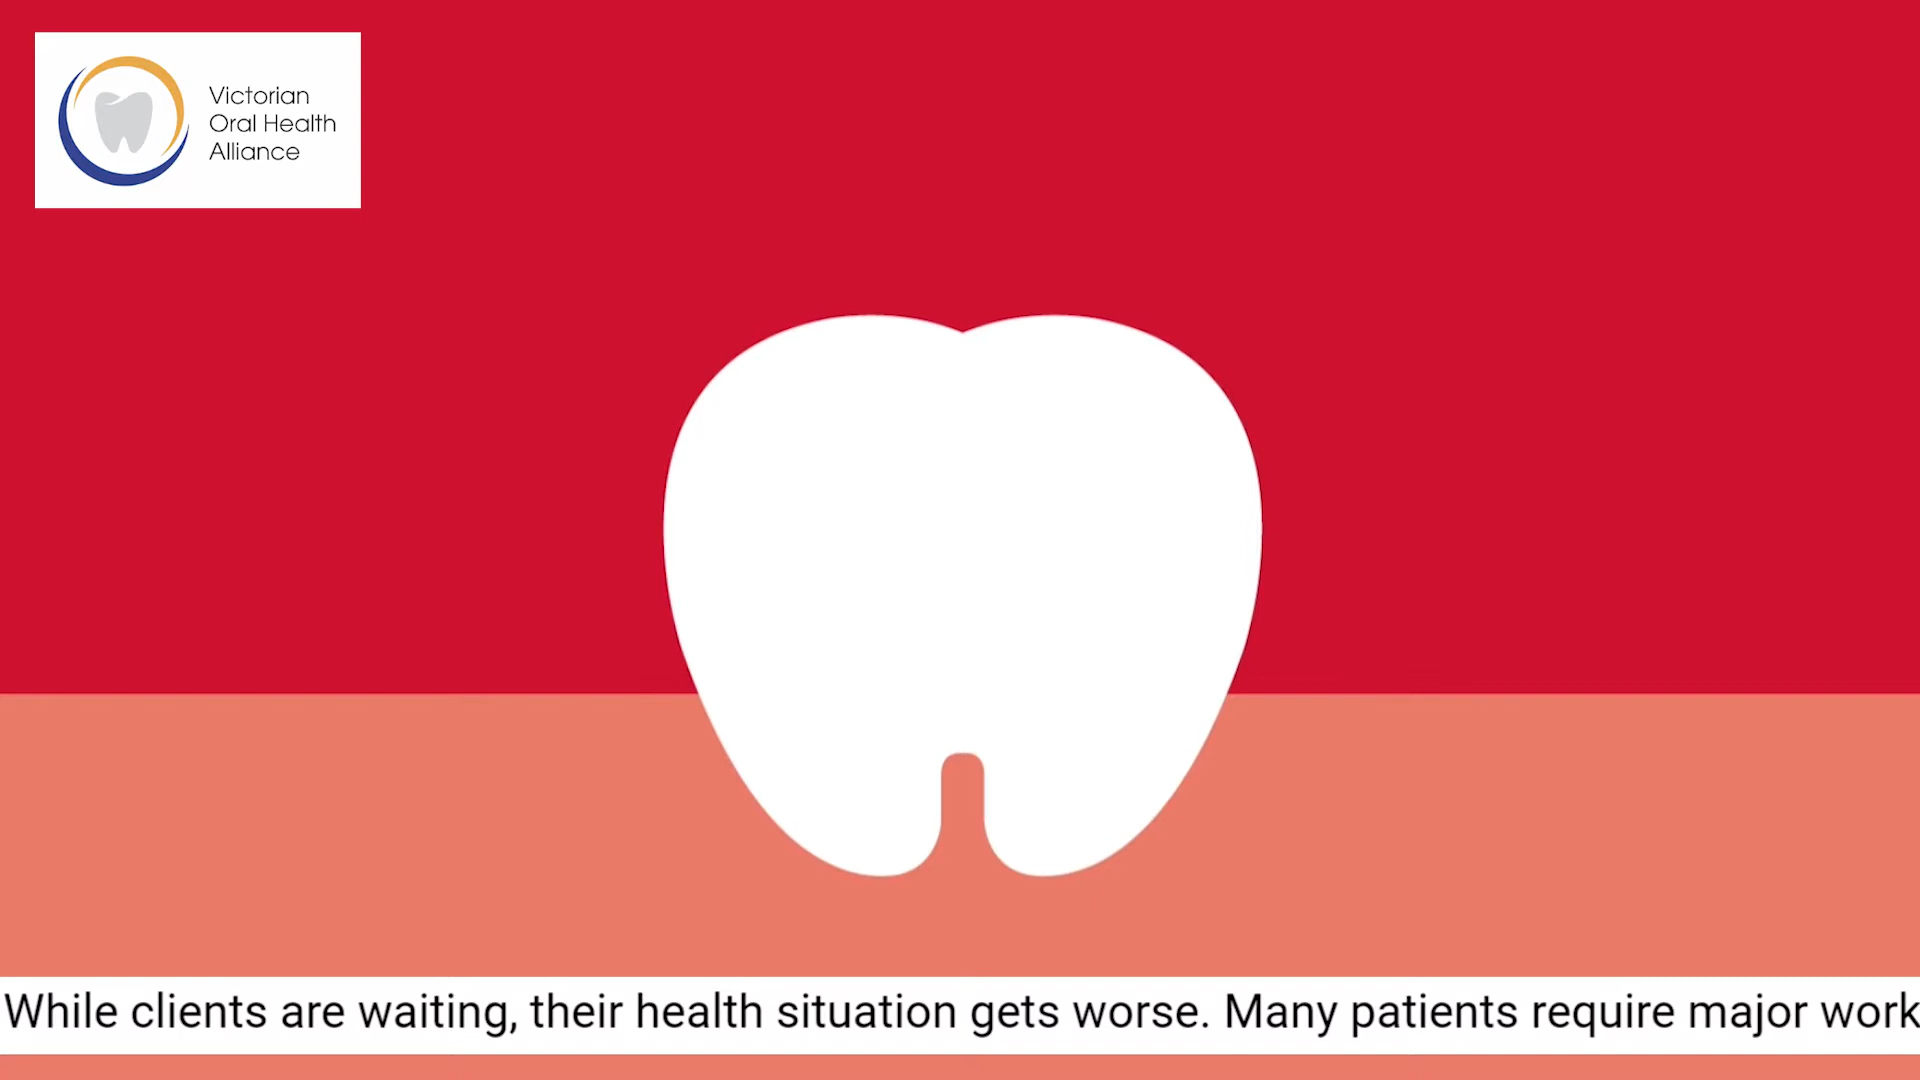 Victorian
Oral Health
Alliance
While clients are waiting, their health situation gets worse. Many patients require major work